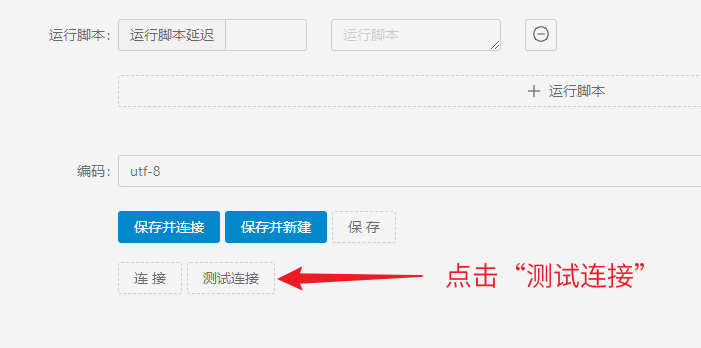 运行脚本: 运行脚本延迟 运行脚本
运行脚本
编码: utf-8
保存并连接 保存并新建 保 存
连 接 测试连接 点击“测试连接”